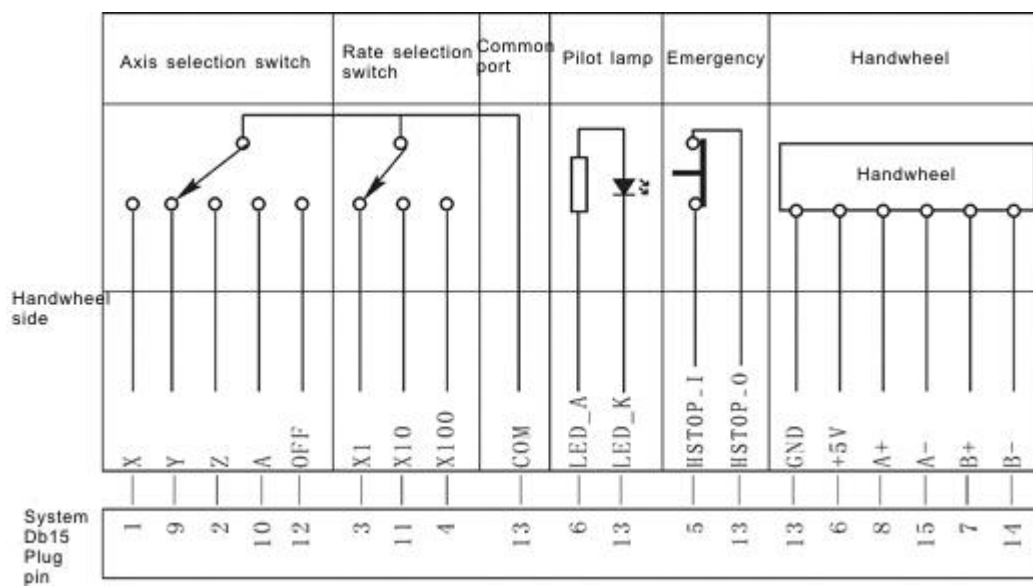 Axis selection switch
Rate selection
switch
Common
port
Pilot lamp
Emergency
Handwheel
Handwheel
Handwheel
side
X
Y
Z
A
OFF
X1
X10
X100
COM
LED_A
LED_K
HSTOP_I
HSTOP_O
GND
+5V
A+
A-
B+
B-
System
Db15
Plug
pin
1
9
2
10
12
3
11
4
13
6
13
5
13
13
6
8
15
7
14